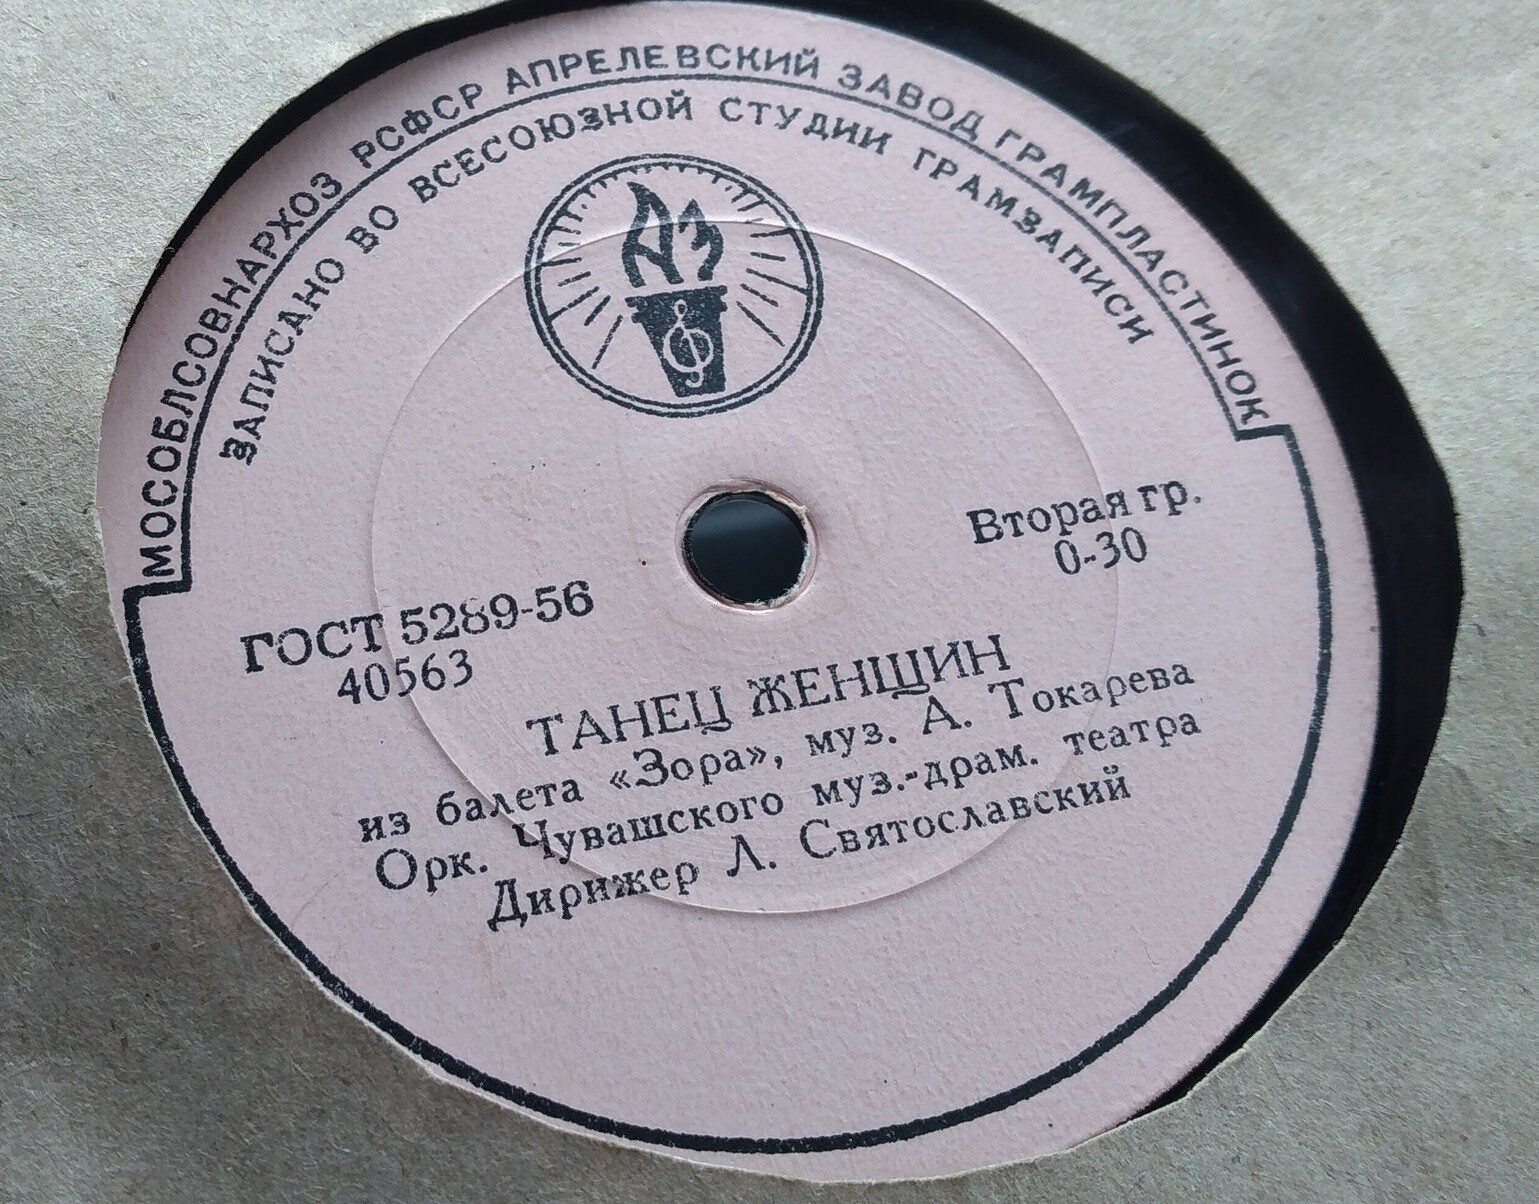 МОСОБЛСОВНАРХОЗ РСФСР АПРЕЛЕВСКИЙ ЗАВОД ГРАМПЛАСТИНОК
ЗАПИСАНО ВО ВСЕСОЮЗНОЙ СТУДИИ ГРАМЗАПИСИ
АЗ
Вторая гр.
0-30
ГОСТ 5289-56
40563
ТАНЕЦ ЖЕНЩИН
из балета «Зора», муз. А. Токарева
Орк. Чувашского муз.-драм. театра
Дирижер Л. Святославский